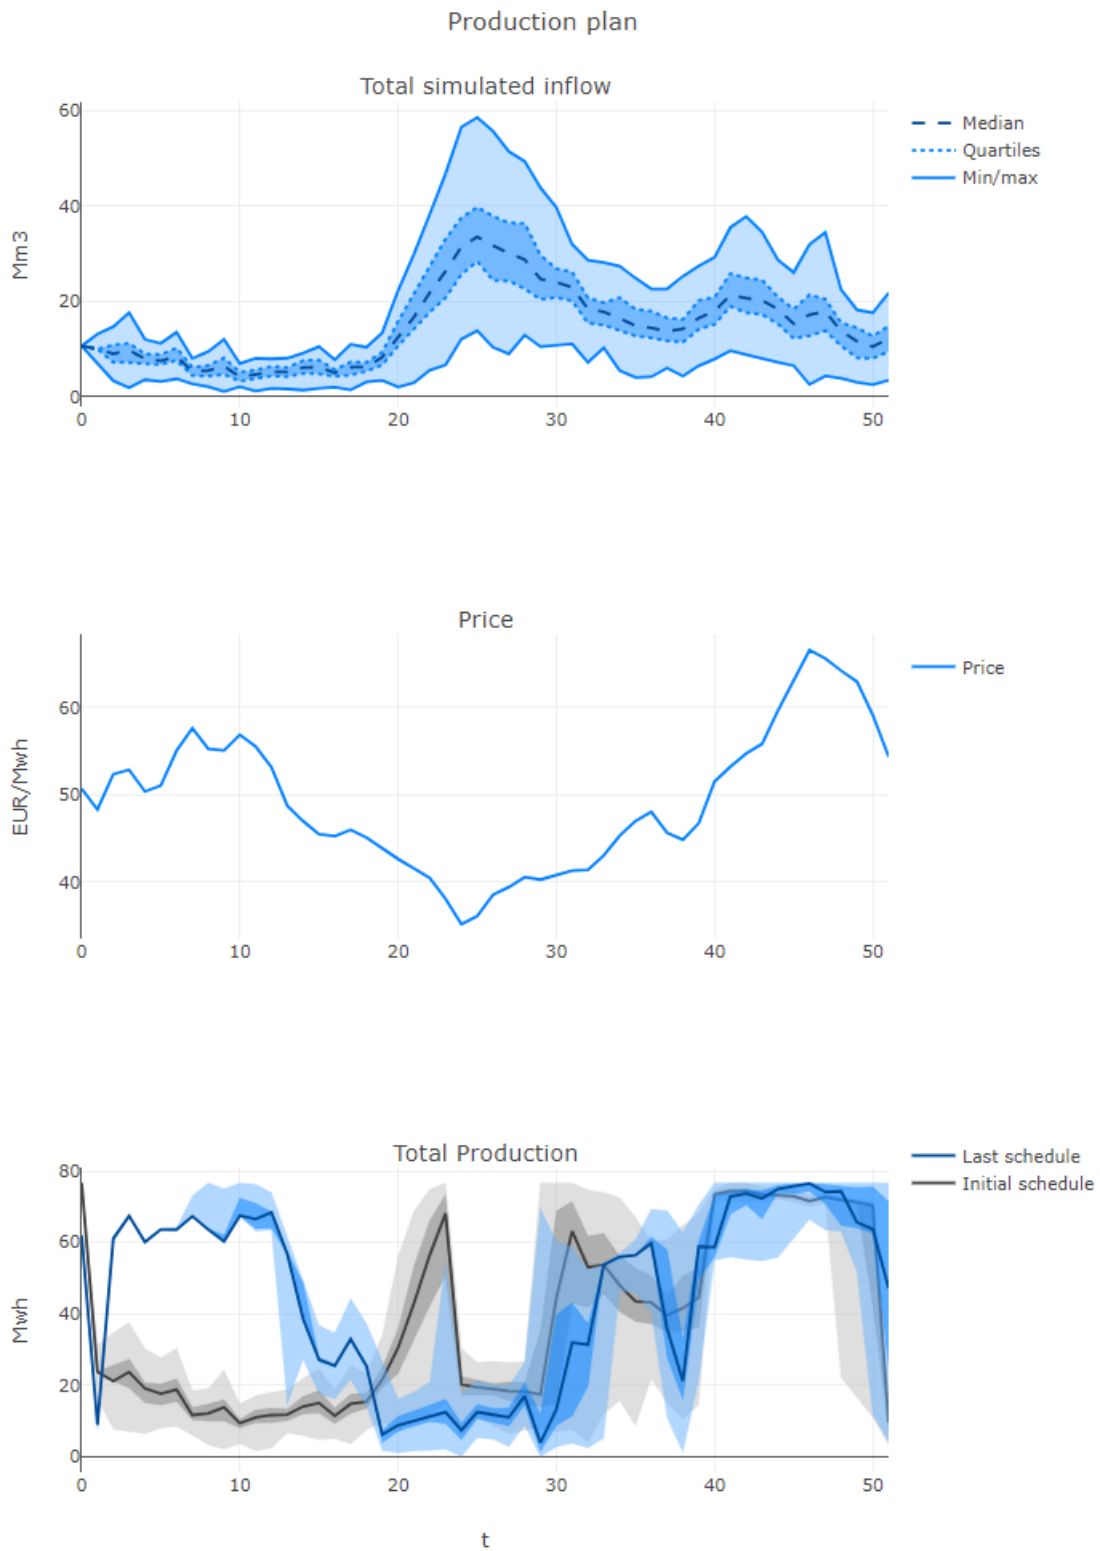 Production plan
Total simulated inflow
Median
Quartiles
Min/max
Mm3
60
40
20
0
0 10 20 30 40 50
Price
Price
EUR/Mwh
60
50
40
0 10 20 30 40 50
Total Production
Last schedule
Initial schedule
Mwh
80
60
40
20
0
0 10 20 30 40 50
t